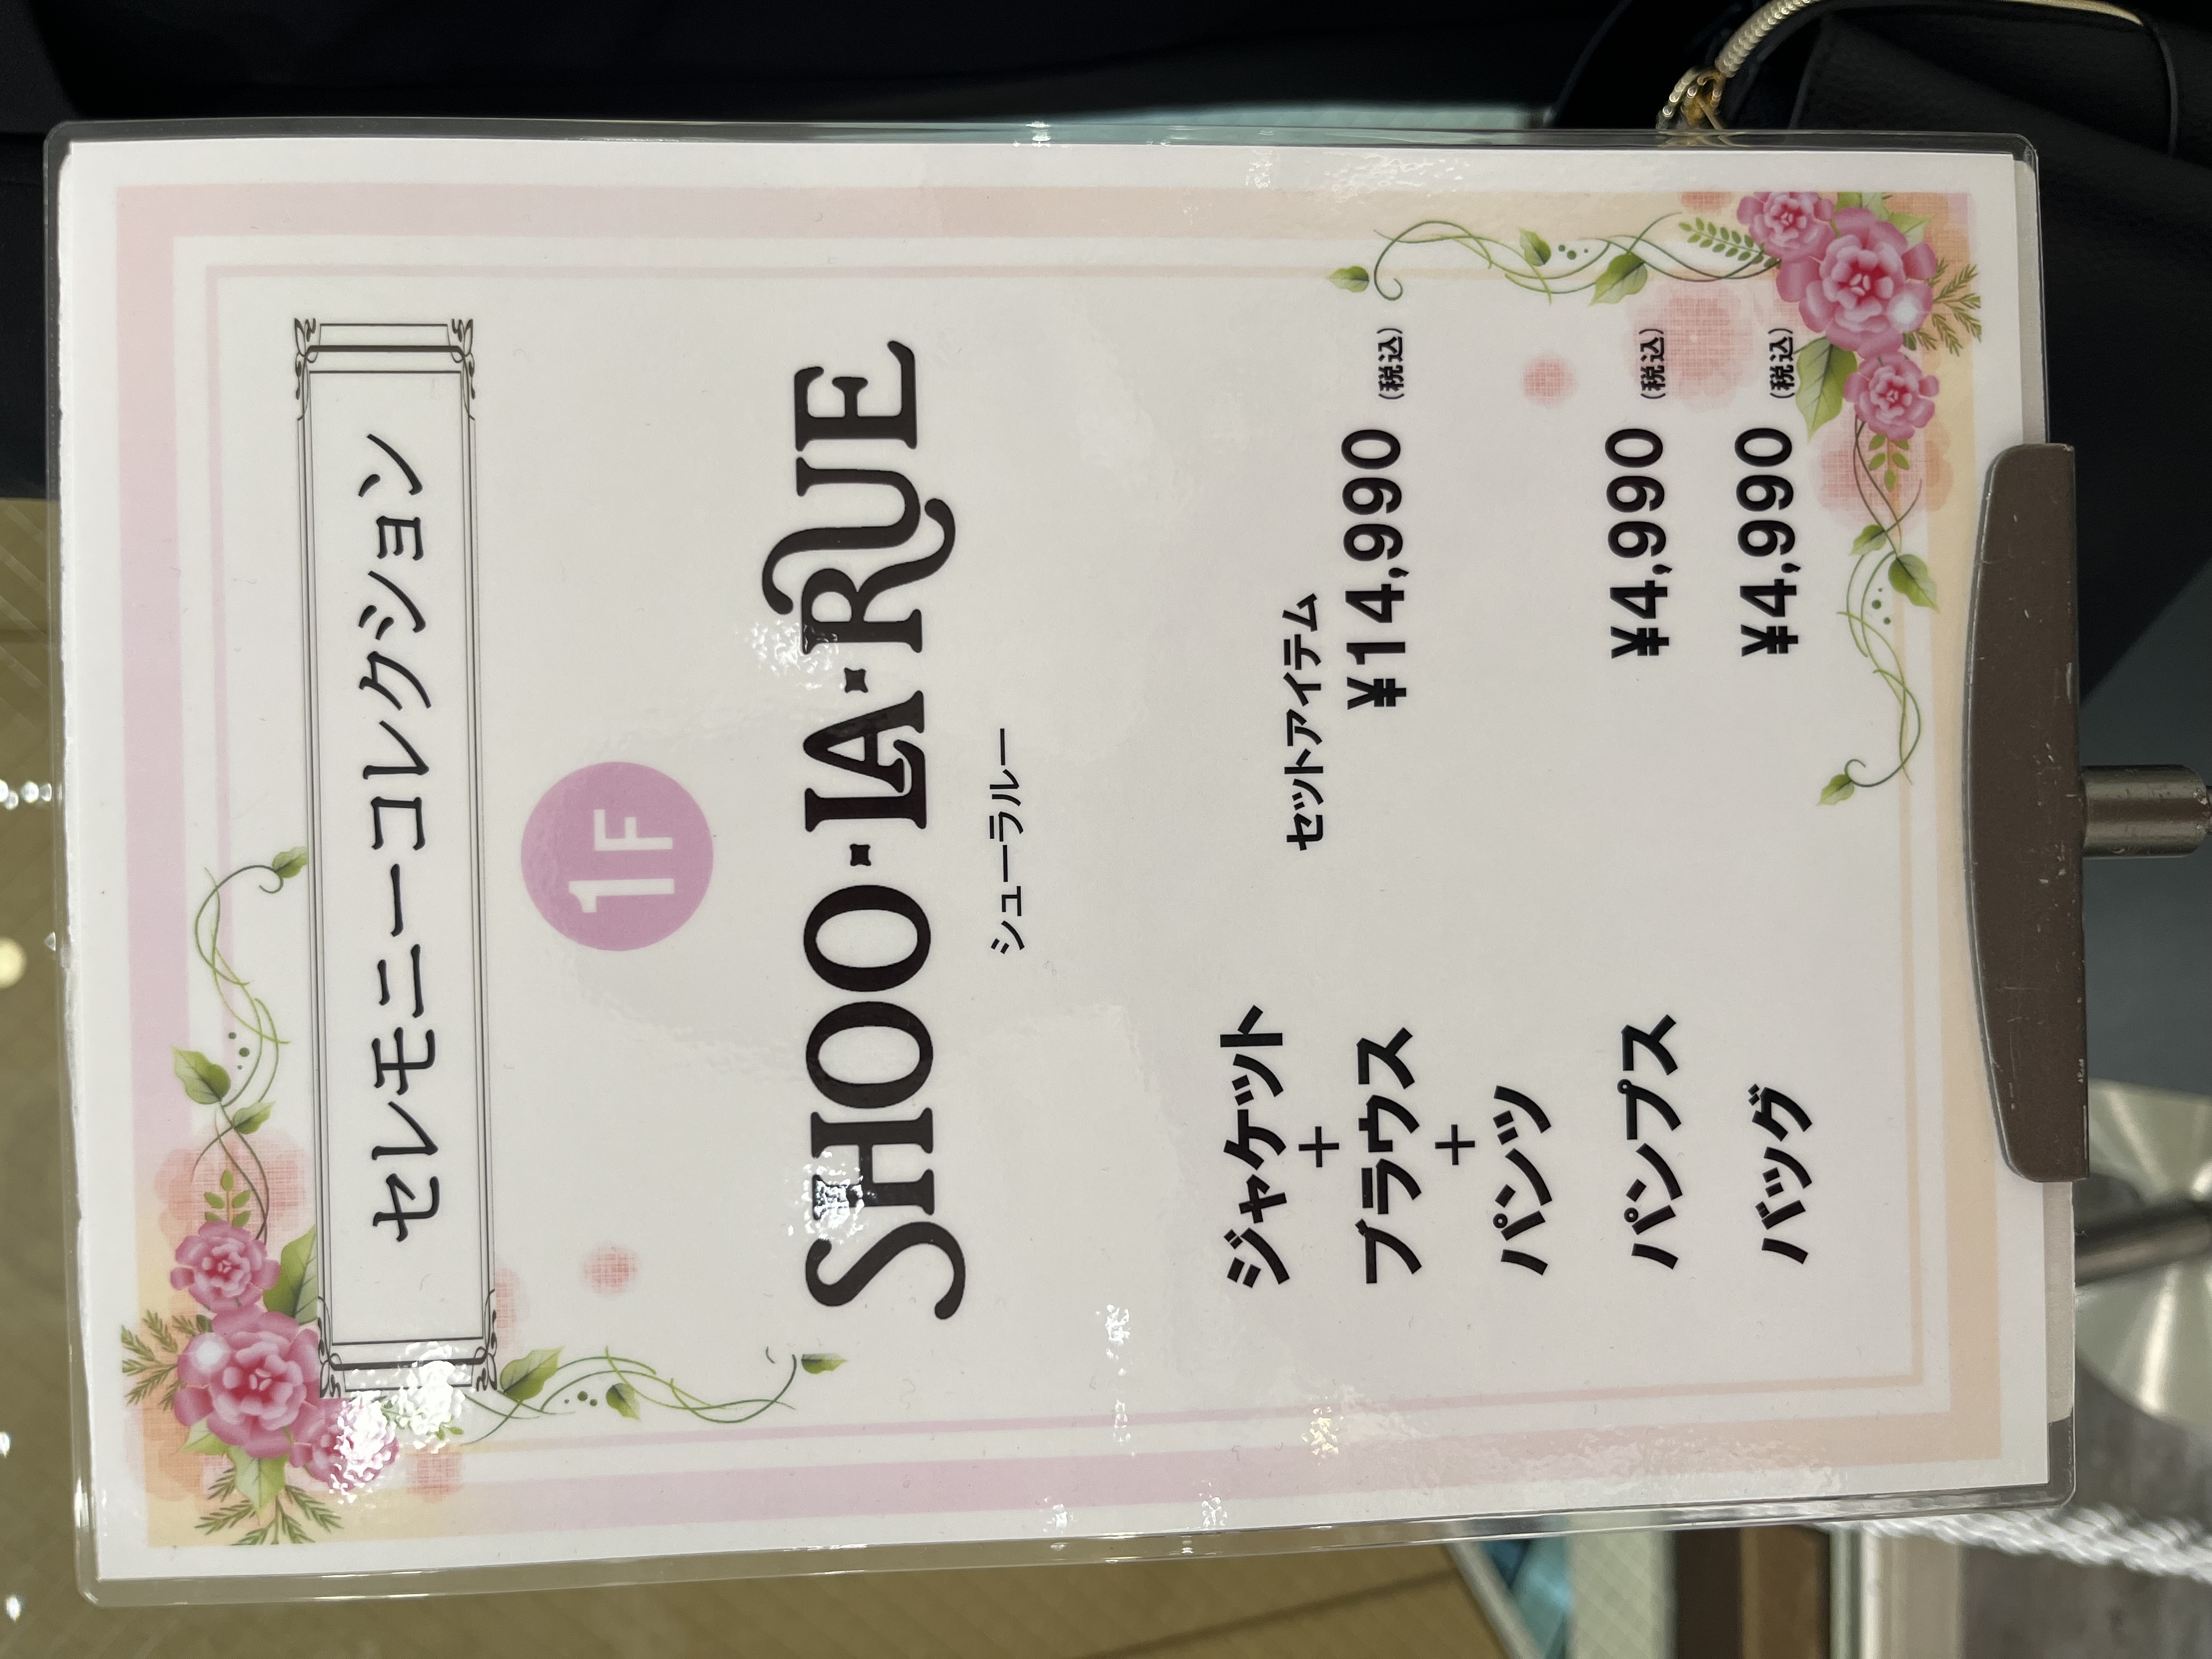 セレモニーコレクション
1F
SHOO・LA・RUE
シューラルー
ジャケット
+
セットアイテム
ブラウス ¥14,990 (税込)
+
パンツ
パンプス ¥4,990 (税込)
バッグ ¥4,990 (税込)